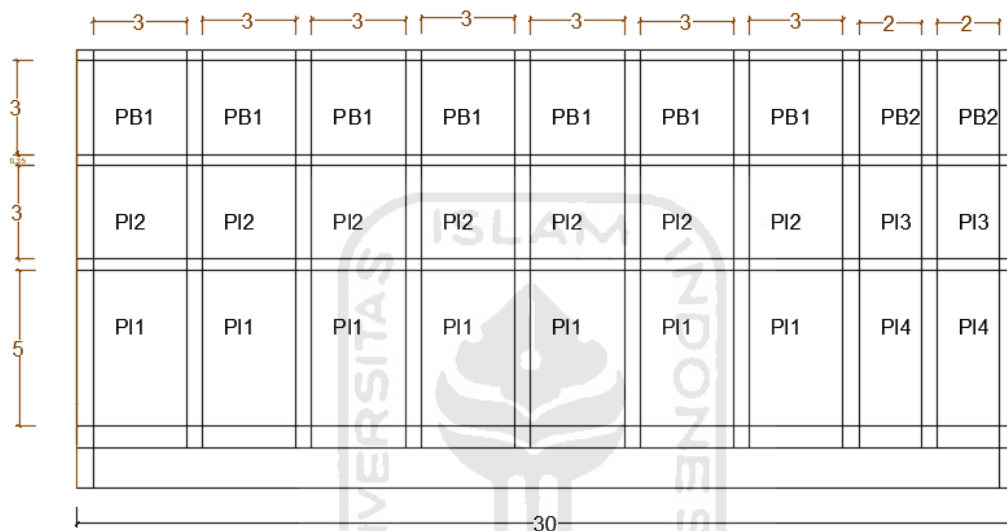 3 3 3 3 3 3 3 2 2
3
PB1 PB1 PB1 PB1 PB1 PB1 PB1 PB2 PB2
3
PI2 PI2 PI2 PI2 PI2 PI2 PI2 PI3 PI3
ISLAM
UNIVERSITAS
INDONES
PI1 PI1 PI1 PI1 PI1 PI1 PI1 PI4 PI4
5
30